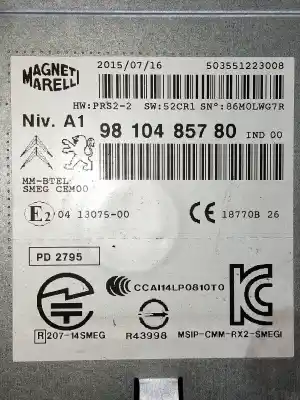 MAGNETI MARELLI
2015/07/16 503551223008
HW:PRS2-2 SW:52CR1 SN°:86M0LWG7R
Niv. A1 98 104 857 80 IND 00
MM-BTEL
SMEG CEM00
E2 04 13075-00 CE 18770B 26
PD 2795
CCAI14LP0810T0
R 207-14SMEG R43998 MSIP-CMM-RX2-SMEGI